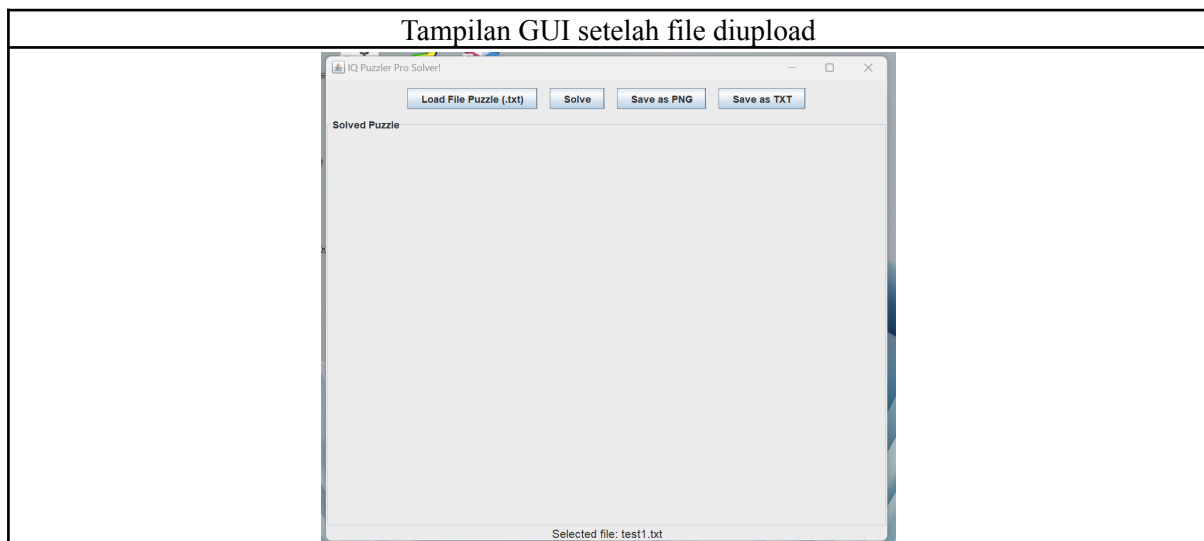 Tampilan GUI setelah file diupload
IQ Puzzler Pro Solver!
Load File Puzzle (.txt) Solve Save as PNG Save as TXT
Solved Puzzle
Selected file: test1.txt